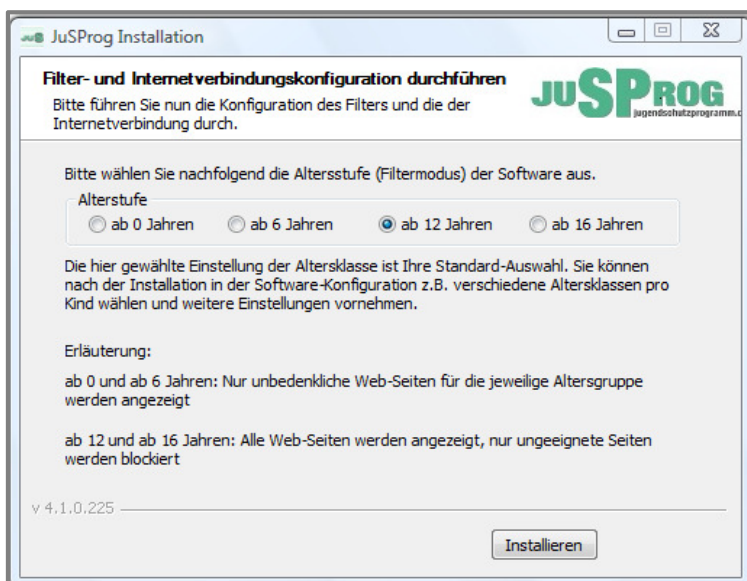 JuSProg Installation
Filter- und Internetverbindungskonfiguration durchführen
Bitte führen Sie nun die Konfiguration des Filters und die der
Internetverbindung durch.
JUSPROG
jugendschutzprogramm.d
Bitte wählen Sie nachfolgend die Altersstufe (Filtermodus) der Software aus.
Alterstufe
ab 0 Jahren ab 6 Jahren ab 12 Jahren ab 16 Jahren
Die hier gewählte Einstellung der Altersklasse ist Ihre Standard-Auswahl. Sie können
nach der Installation in der Software-Konfiguration z.B. verschiedene Altersklassen pro
Kind wählen und weitere Einstellungen vornehmen.
Erläuterung:
ab 0 und ab 6 Jahren: Nur unbedenkliche Web-Seiten für die jeweilige Altersgruppe
werden angezeigt
ab 12 und ab 16 Jahren: Alle Web-Seiten werden angezeigt, nur ungeeignete Seiten
werden blockiert
v 4.1.0.225
Installieren